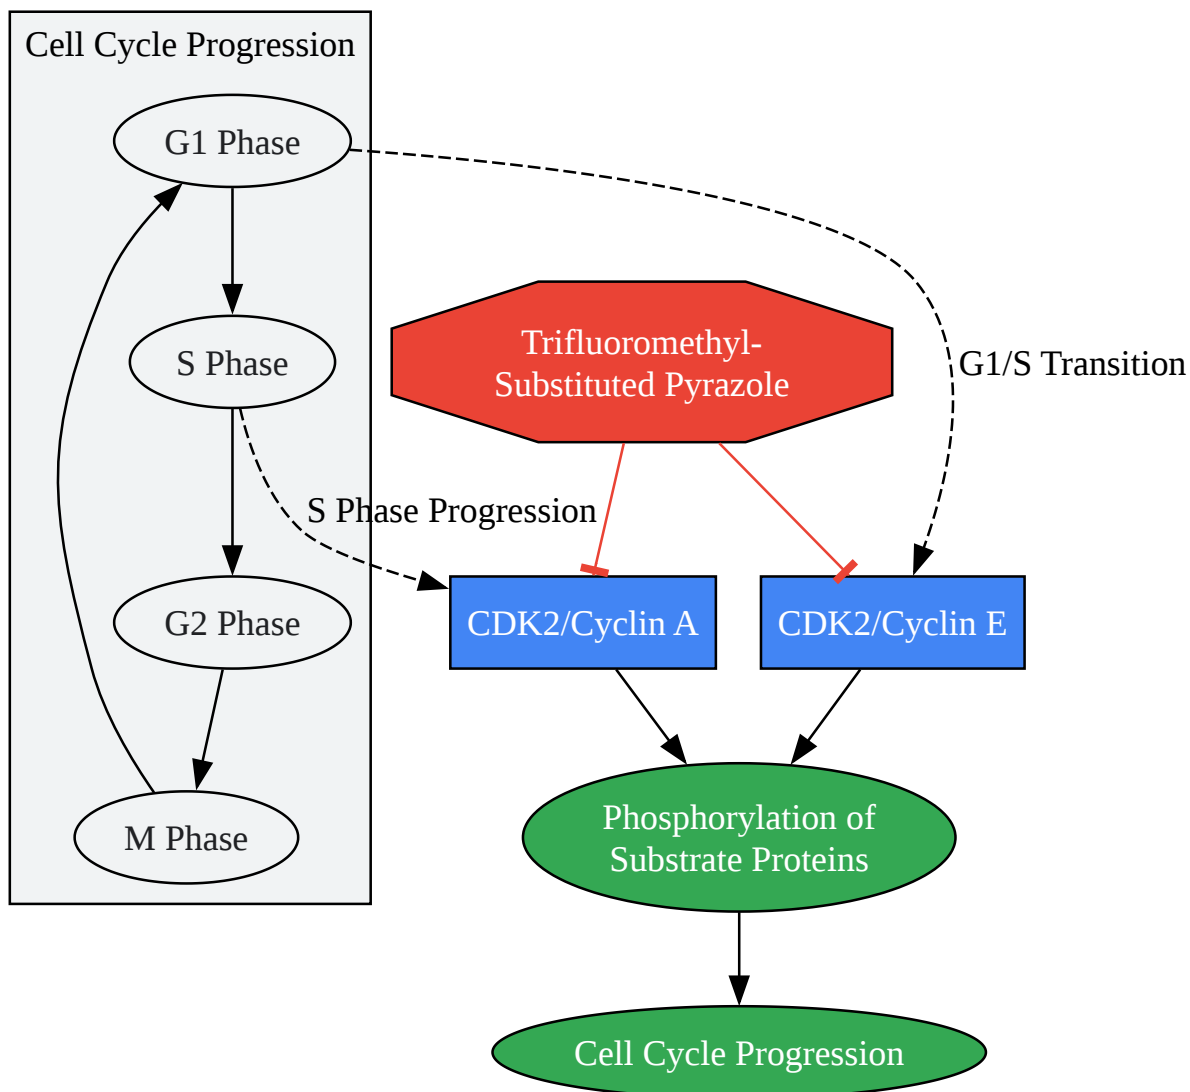 Cell Cycle Progression
G1 Phase
S Phase
Trifluoromethyl-
Substituted Pyrazole
G1/S Transition
S Phase Progression
G2 Phase
CDK2/Cyclin A
CDK2/Cyclin E
M Phase
Phosphorylation of
Substrate Proteins
Cell Cycle Progression